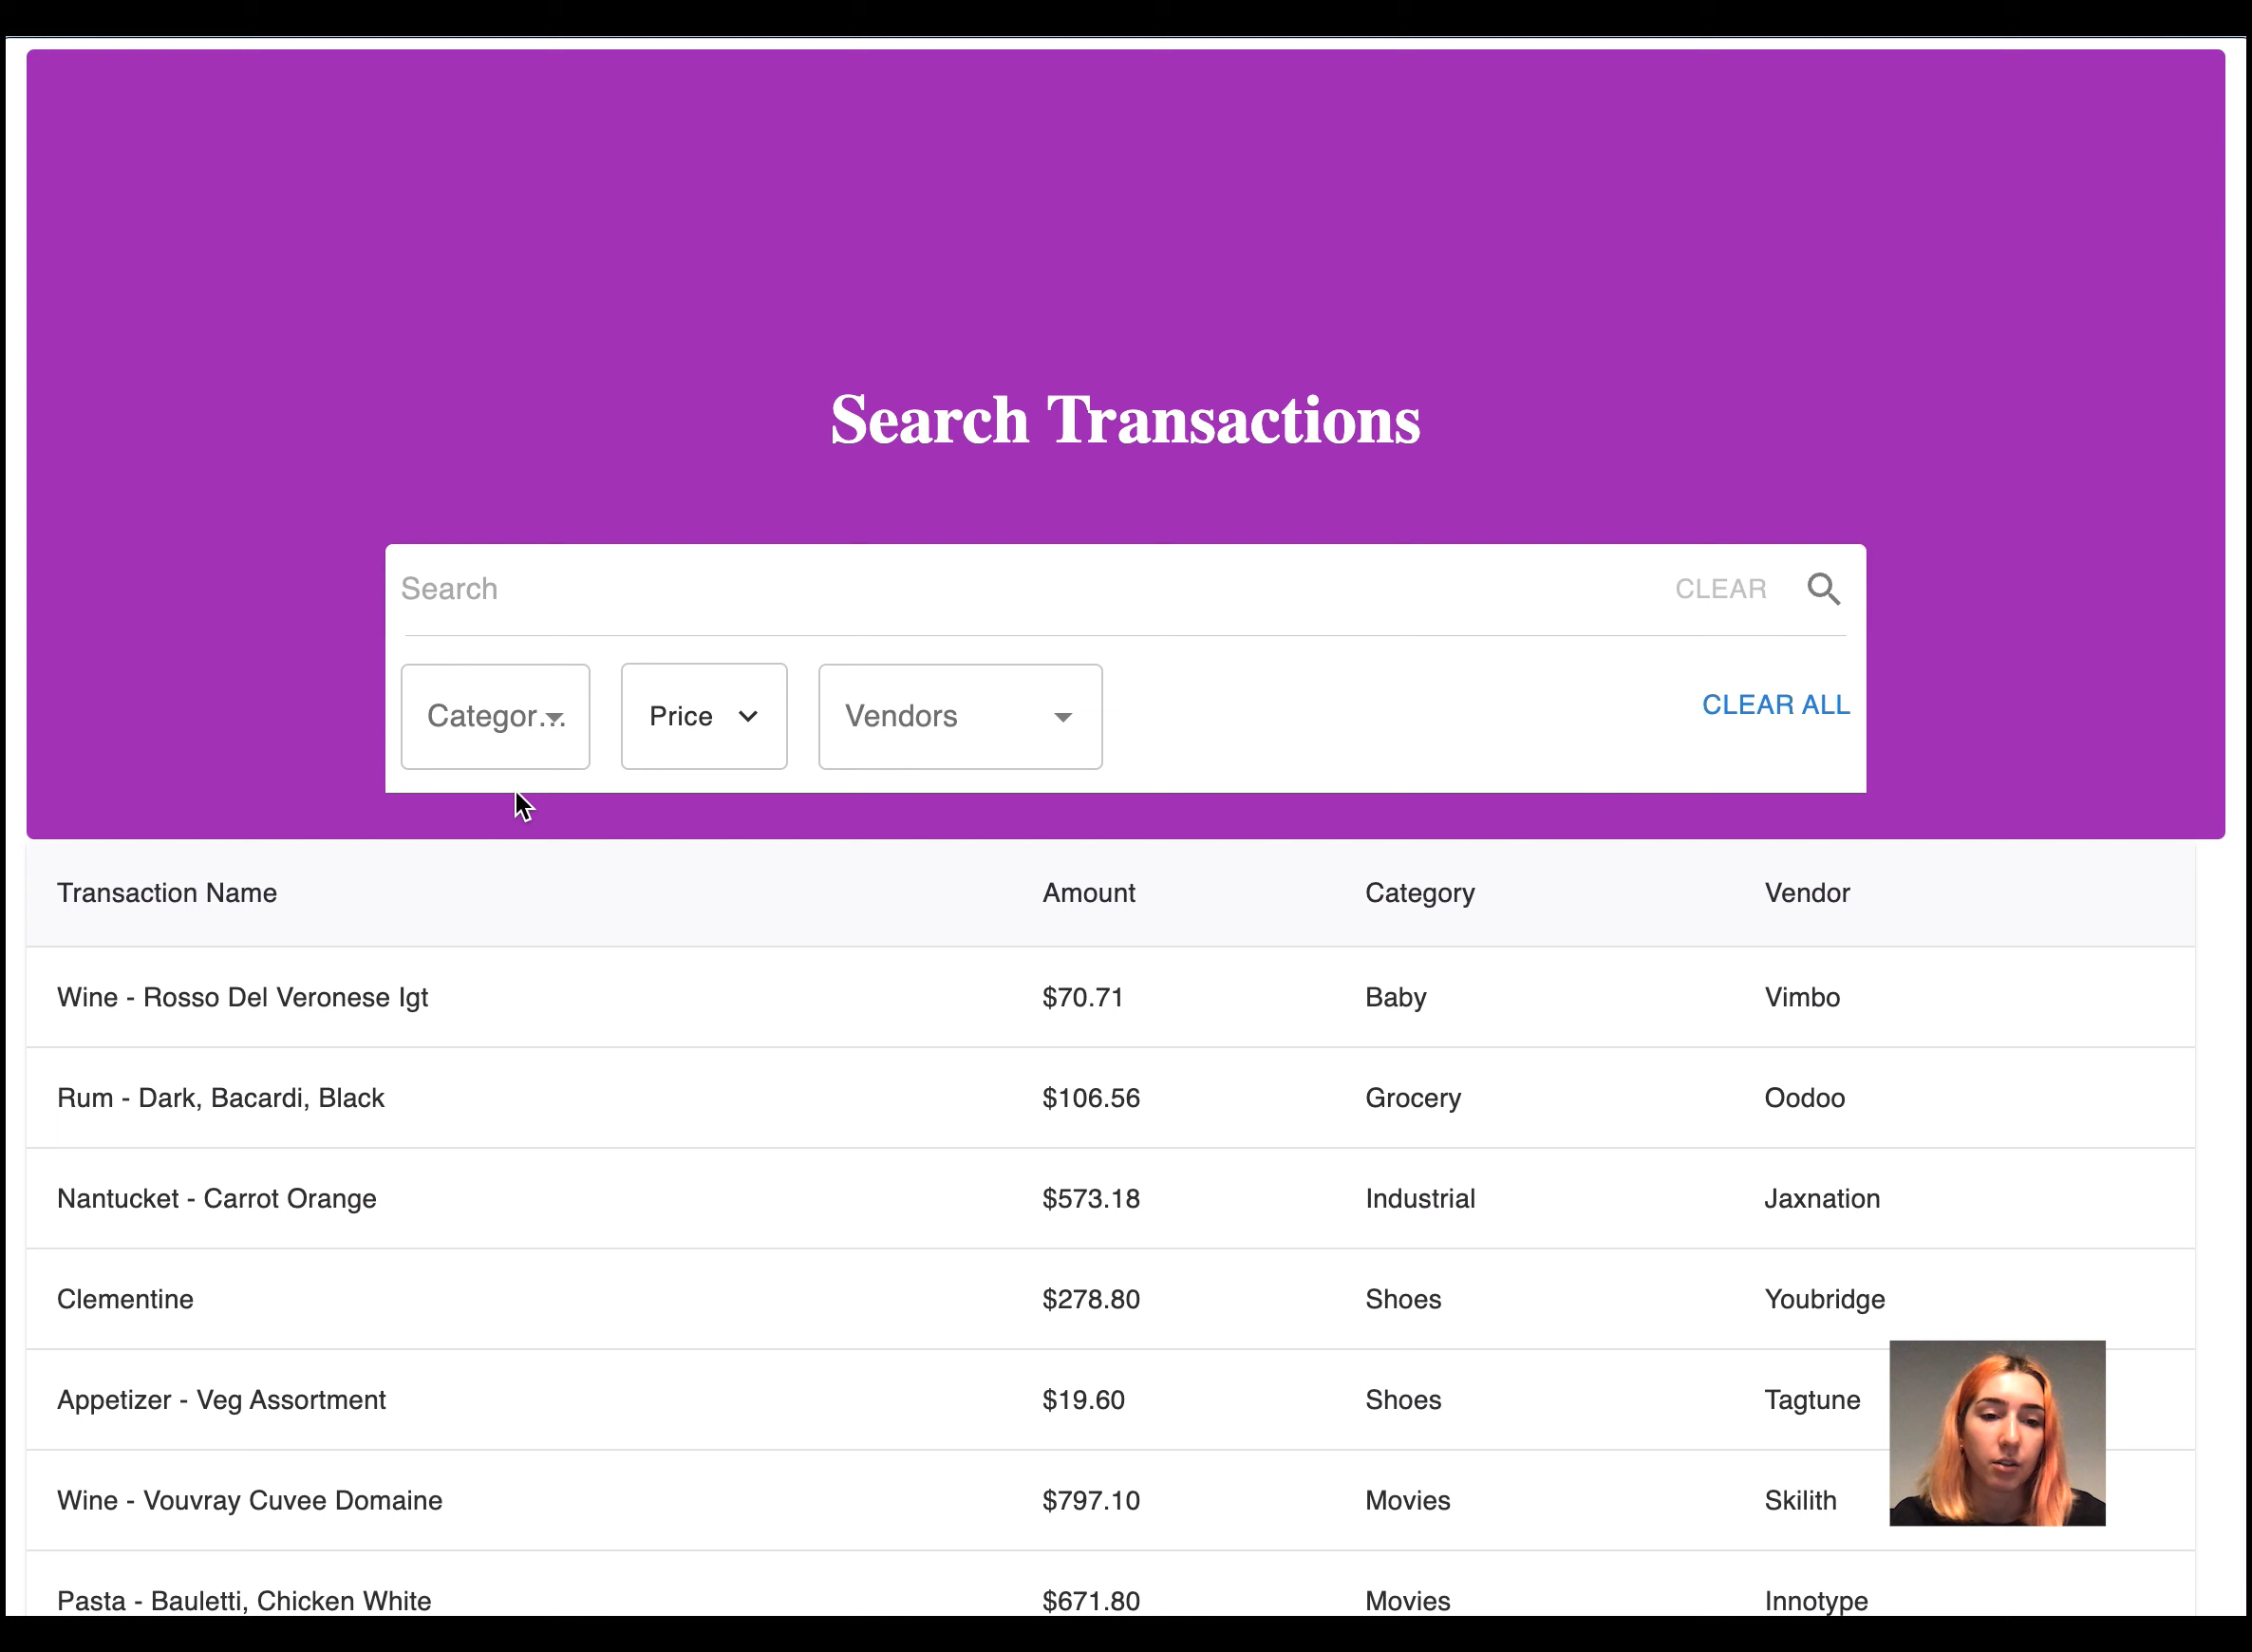 Search Transactions
Search CLEAR
Categor... Price Vendors CLEAR ALL
Transaction Name Amount Category Vendor
Wine - Rosso Del Veronese Igt $70.71 Baby Vimbo
Rum - Dark, Bacardi, Black $106.56 Grocery Oodoo
Nantucket - Carrot Orange $573.18 Industrial Jaxnation
Clementine $278.80 Shoes Youbridge
Appetizer - Veg Assortment $19.60 Shoes Tagtune
Wine - Vouvray Cuvee Domaine $797.10 Movies Skilith
Pasta - Bauletti, Chicken White $671.80 Movies Innotype